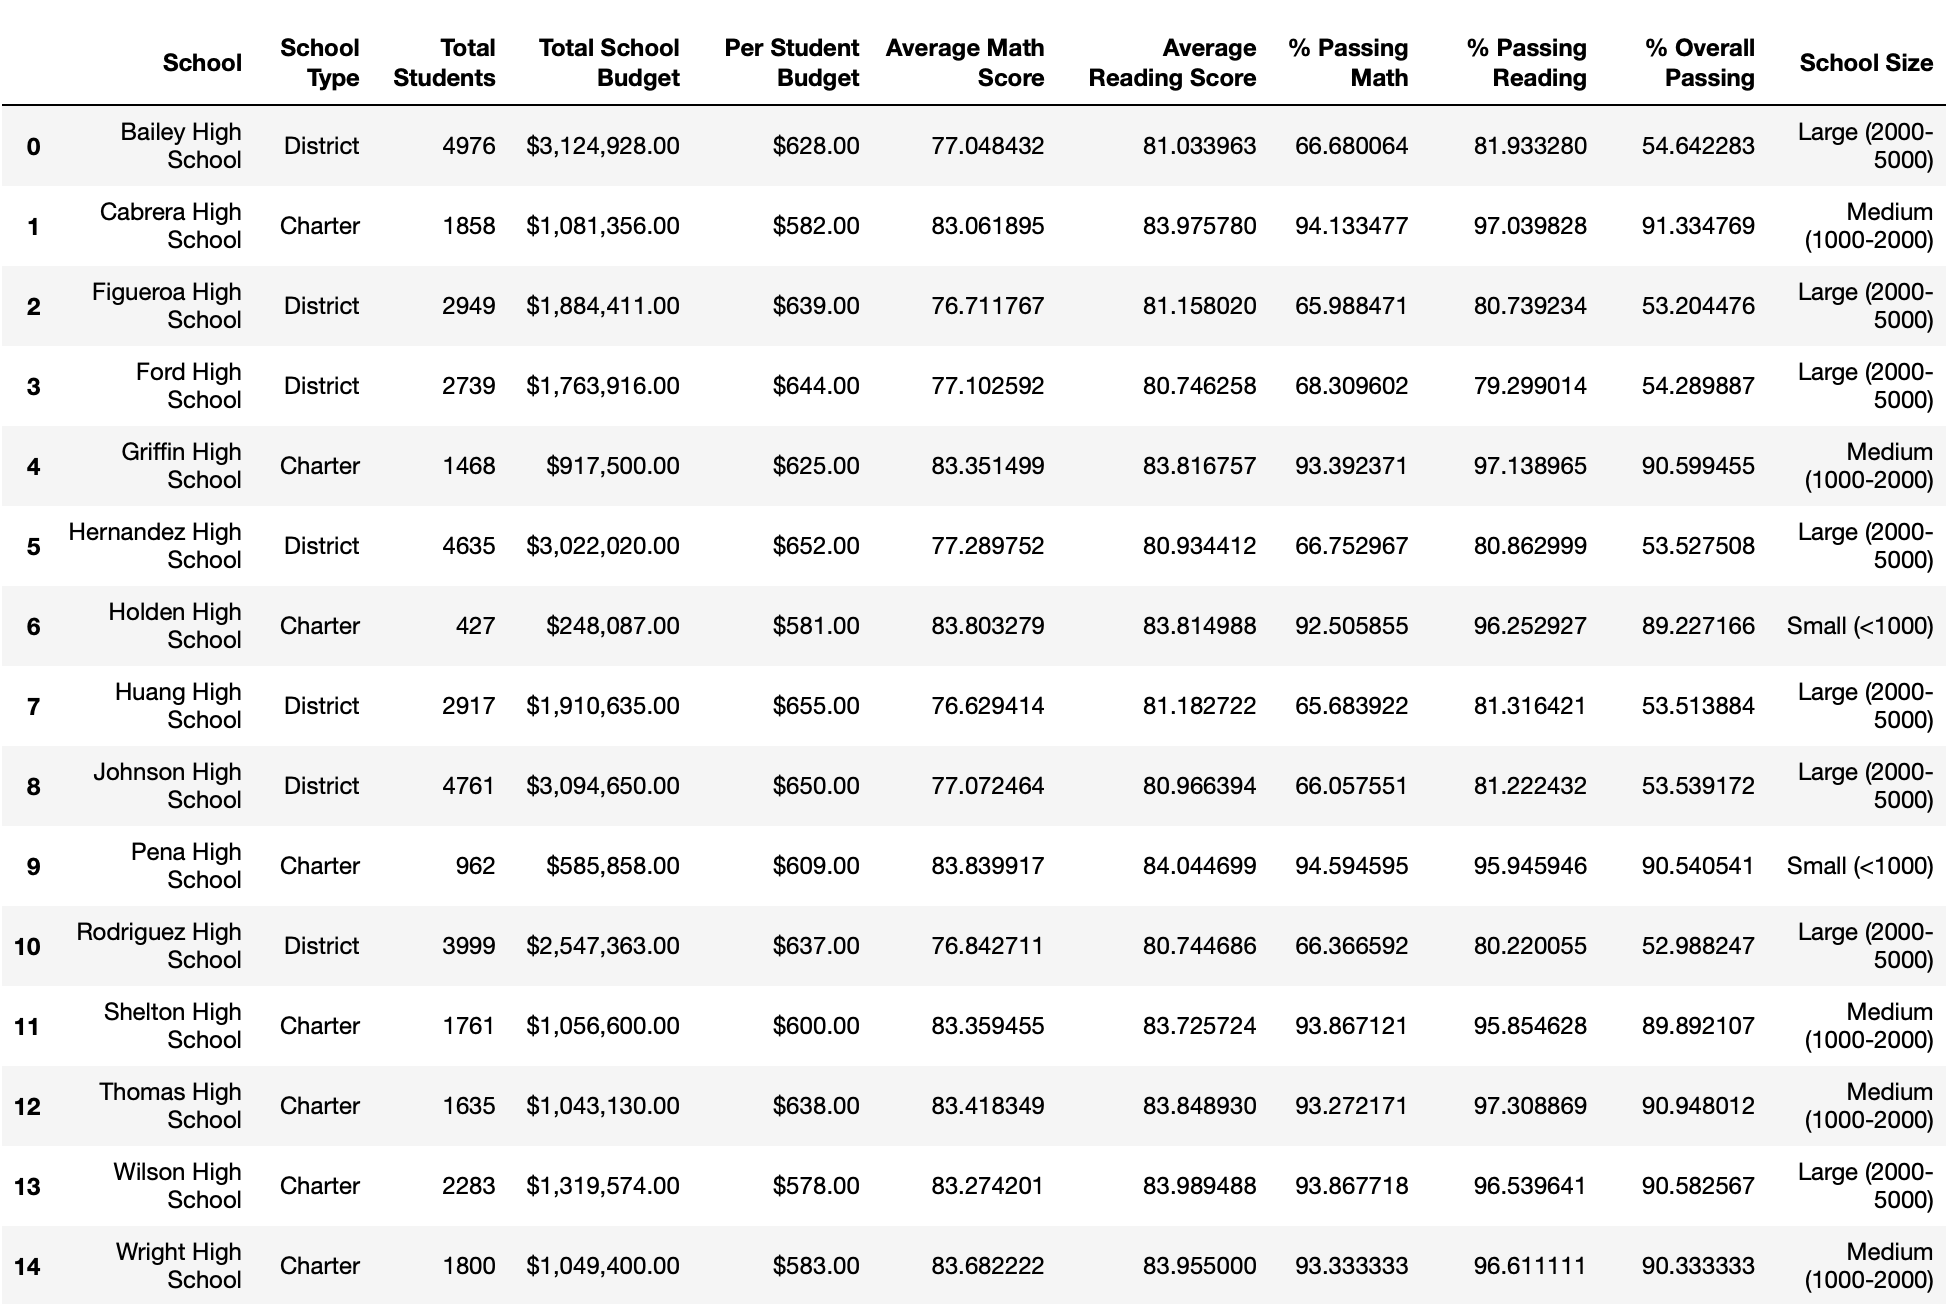 School School Type Total Students Total School Budget Per Student Budget Average Math Score Average Reading Score % Passing Math % Passing Reading % Overall Passing School Size
0 Bailey High School District 4976 $3,124,928.00 $628.00 77.048432 81.033963 66.680064 81.933280 54.642283 Large (2000-5000)
1 Cabrera High School Charter 1858 $1,081,356.00 $582.00 83.061895 83.975780 94.133477 97.039828 91.334769 Medium (1000-2000)
2 Figueroa High School District 2949 $1,884,411.00 $639.00 76.711767 81.158020 65.988471 80.739234 53.204476 Large (2000-5000)
3 Ford High School District 2739 $1,763,916.00 $644.00 77.102592 80.746258 68.309602 79.299014 54.289887 Large (2000-5000)
4 Griffin High School Charter 1468 $917,500.00 $625.00 83.351499 83.816757 93.392371 97.138965 90.599455 Medium (1000-2000)
5 Hernandez High School District 4635 $3,022,020.00 $652.00 77.289752 80.934412 66.752967 80.862999 53.527508 Large (2000-5000)
6 Holden High School Charter 427 $248,087.00 $581.00 83.803279 83.814988 92.505855 96.252927 89.227166 Small (<1000)
7 Huang High School District 2917 $1,910,635.00 $655.00 76.629414 81.182722 65.683922 81.316421 53.513884 Large (2000-5000)
8 Johnson High School District 4761 $3,094,650.00 $650.00 77.072464 80.966394 66.057551 81.222432 53.539172 Large (2000-5000)
9 Pena High School Charter 962 $585,858.00 $609.00 83.839917 84.044699 94.594595 95.945946 90.540541 Small (<1000)
10 Rodriguez High School District 3999 $2,547,363.00 $637.00 76.842711 80.744686 66.366592 80.220055 52.988247 Large (2000-5000)
11 Shelton High School Charter 1761 $1,056,600.00 $600.00 83.359455 83.725724 93.867121 95.854628 89.892107 Medium (1000-2000)
12 Thomas High School Charter 1635 $1,043,130.00 $638.00 83.418349 83.848930 93.272171 97.308869 90.948012 Medium (1000-2000)
13 Wilson High School Charter 2283 $1,319,574.00 $578.00 83.274201 83.989488 93.867718 96.539641 90.582567 Large (2000-5000)
14 Wright High School Charter 1800 $1,049,400.00 $583.00 83.682222 83.955000 93.333333 96.611111 90.333333 Medium (1000-2000)